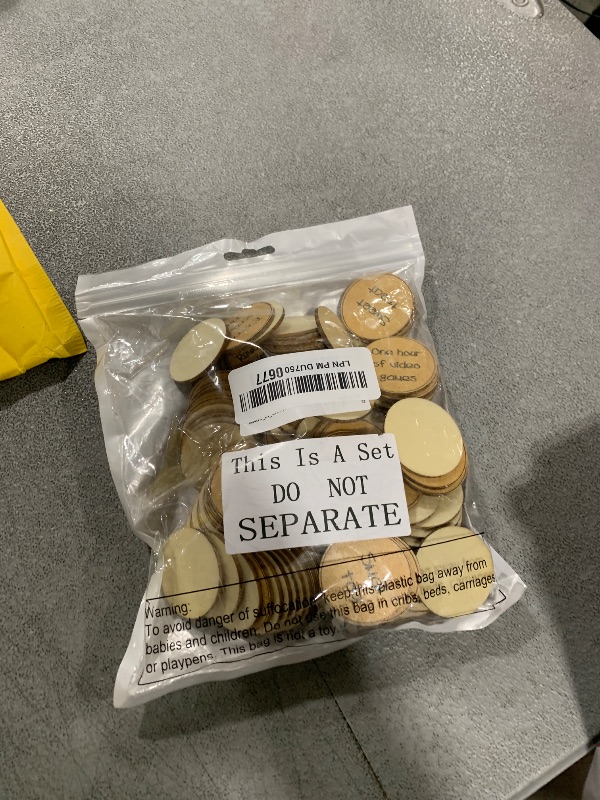 Sweet
treat
One hour
of video
games
LPN PM DU750 0677
This Is A Set
DO NOT
SEPARATE
Warning:
To avoid danger of suffocation, keep this plastic bag away from
babies and children. Do not use this bag in cribs, beds, carriages
or playpens. This bag is not a toy